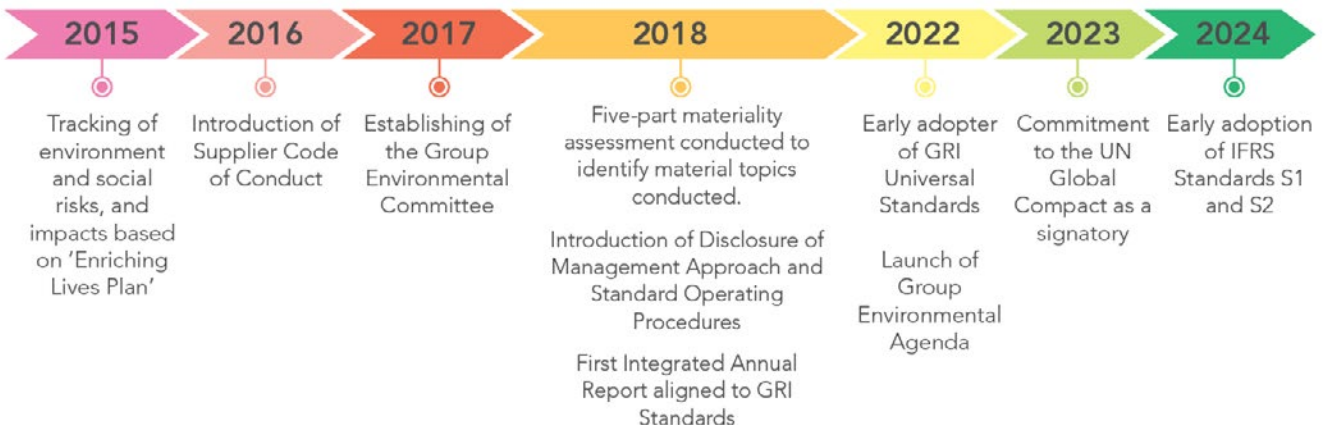 2015
2016
2017
2018
2022
2023
2024
Tracking of
environment
and social
risks, and
impacts based
on ‘Enriching
Lives Plan’
Introduction of
Supplier Code
of Conduct
Establishing of
the Group
Environmental
Committee
Five-part materiality
assessment conducted to
identify material topics
conducted.
Introduction of Disclosure of
Management Approach and
Standard Operating
Procedures
First Integrated Annual
Report aligned to GRI
Standards
Early adopter
of GRI
Universal
Standards
Launch of
Group
Environmental
Agenda
Commitment
to the UN
Global
Compact as a
signatory
Early adoption
of IFRS
Standards S1
and S2